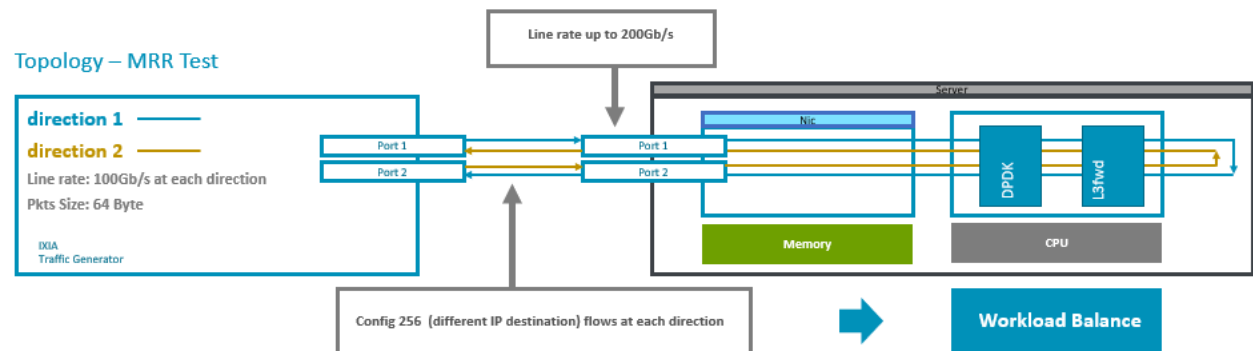 Line rate up to 200Gb/s
Topology – MRR Test
Server
direction 1
direction 2
Line rate: 100Gb/s at each direction
Pkts Size: 64 Byte
IXIA
Traffic Generator
Port 1
Port 2
Port 1
Port 2
Nic
DPDK
L3fwd
Memory
CPU
Config 256 (different IP destination) flows at each direction
Workload Balance